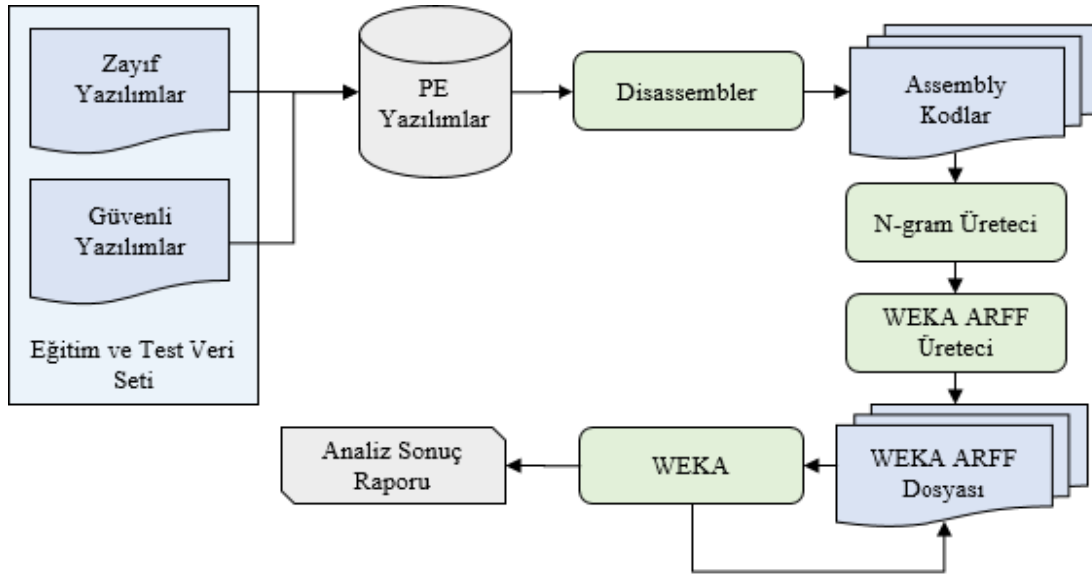 Zayıf
Yazılımlar
Güvenli
Yazılımlar
Eğitim ve Test Veri
Seti
PE
Yazılımlar
Disassembler
Assembly
Kodlar
N-gram Üreteci
WEKA ARFF
Üreteci
WEKA ARFF
Dosyası
WEKA
Analiz Sonuç
Raporu